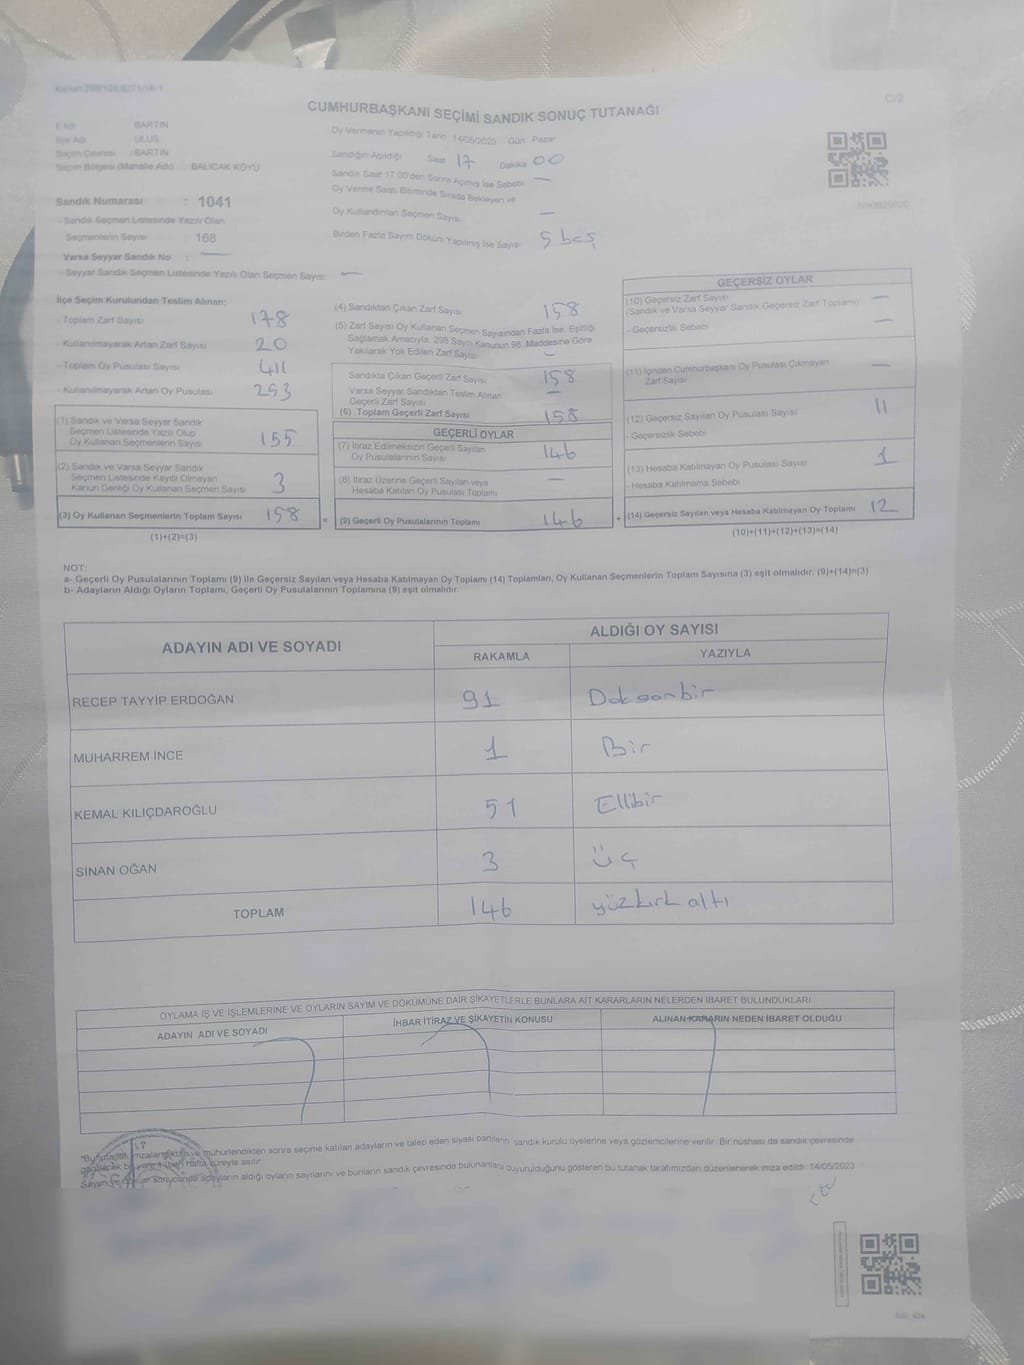 C/2
CUMHURBAŞKANI SEÇİMİ SANDIK SONUÇ TUTANAĞI
İli Adı BARTIN
İlçe Adı ULUS
Seçim Çevresi : BARTIN
Seçim Bölgesi (Mahalle Adı) : BALICAK KÖYÜ
Sandık Numarası : 1041
- Sandık Seçmen Listesinde Yazılı Olan
Seçmenlerin Sayısı : 168
Varsa Seyyar Sandık No : —
- Seyyar Sandık Seçmen Listesinde Yazılı Olan Seçmen Sayısı : —
Oy Vermenin Yapıldığı Tarih 14/05/2023 Gün Pazar
Sandığın Açıldığı Saat 17 Dakika 00
Sandık Saat 17.00'den Sonra Açılmış İse Sebebi —
Oy Verme Saati Bitiminde Sırada Bekleyen ve
Oy Kullandırılan Seçmen Sayısı —
Birden Fazla Sayım Döküm Yapılmış İse Sayısı 5 beş
İlçe Seçim Kurulundan Teslim Alınan;
- Toplam Zarf Sayısı 178
- Kullanılmayarak Artan Zarf Sayısı 20
- Toplam Oy Pusulası Sayısı 411
- Kullanılmayarak Artan Oy Pusulası 253
(1) Sandık ve Varsa Seyyar Sandık
Seçmen Listesinde Yazılı Olup
Oy Kullanan Seçmenlerin Sayısı 155
(2) Sandık ve Varsa Seyyar Sandık
Seçmen Listesinde Kayıtlı Olmayan
Kanun Gereği Oy Kullanan Seçmen Sayısı 3
(3) Oy Kullanan Seçmenlerin Toplam Sayısı 158 =
(1)+(2)=(3)
(4) Sandıktan Çıkan Zarf Sayısı 158
(5) Zarf Sayısı Oy Kullanan Seçmen Sayısından Fazla İse, Eşitliği
Sağlamak Amacıyla, 298 Sayılı Kanunun 98. Maddesine Göre
Yakılarak Yok Edilen Zarf Sayısı —
Sandıkta Çıkan Geçerli Zarf Sayısı 158
Varsa Seyyar Sandıktan Teslim Alınan
Geçerli Zarf Sayısı —
(6) Toplam Geçerli Zarf Sayısı 158
GEÇERLİ OYLAR
(7) İtiraz Edilmeksizin Geçerli Sayılan
Oy Pusulalarının Sayısı 146
(8) İtiraz Üzerine Geçerli Sayılan veya
Hesaba Katılan Oy Pusulası Toplamı —
(9) Geçerli Oy Pusulalarının Toplamı 146 +
GEÇERSİZ OYLAR
(10) Geçersiz Zarf Sayısı —
(Sandık ve Varsa Seyyar Sandık Geçersiz Zarf Toplamı)
- Geçersizlik Sebebi —
(11) İçinden Cumhurbaşkanı Oy Pusulası Çıkmayan
Zarf Sayısı —
(12) Geçersiz Sayılan Oy Pusulası Sayısı 11
- Geçersizlik Sebebi
(13) Hesaba Katılmayan Oy Pusulası Sayısı 1
- Hesaba Katılmama Sebebi
(14) Geçersiz Sayılan veya Hesaba Katılmayan Oy Toplamı 12
(10)+(11)+(12)+(13)=(14)
NOT:
a- Geçerli Oy Pusulalarının Toplamı (9) ile Geçersiz Sayılan veya Hesaba Katılmayan Oy Toplamı (14) Toplamları, Oy Kullanan Seçmenlerin Toplam Sayısına (3) eşit olmalıdır. (9)+(14)=(3)
b- Adayların Aldığı Oyların Toplamı, Geçerli Oy Pusulalarının Toplamına (9) eşit olmalıdır.
ADAYIN ADI VE SOYADI
ALDIĞI OY SAYISI
RAKAMLA YAZIYLA
RECEP TAYYİP ERDOĞAN 91 Doksanbir
MUHARREM İNCE 1 Bir
KEMAL KILIÇDAROĞLU 51 Ellibir
SİNAN OĞAN 3 üç
TOPLAM 146 yüzkırk altı
OYLAMA İŞ VE İŞLEMLERİNE VE OYLARIN SAYIM VE DÖKÜMÜNE DAİR ŞİKAYETLERLE BUNLARA AİT KARARLARIN NELERDEN İBARET BULUNDUKLARI
ADAYIN ADI VE SOYADI İHBAR İTİRAZ VE ŞİKAYETİN KONUSU ALINAN KARARIN NEDEN İBARET OLDUĞU
mühürlendikten sonra seçime katılan adayların ve talep eden siyasi partilerin sandık kurulu üyelerine veya gözlemcilerine verilir. Bir nüshası da sandık çevresinde
hafta süreyle asılır.
sonucunda adayların aldığı oyların sayılarını ve bunların sandık çevresinde bulunanlara duyurulduğunu gösteren bu tutanak tarafımızdan düzenlenerek imza edildi. 14/05/2023